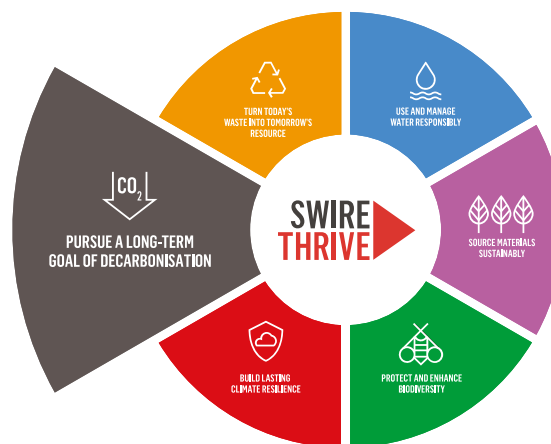 TURN TODAY'S
WASTE INTO TOMORROW'S
RESOURCE
USE AND MANAGE
WATER RESPONSIBLY
CO2
PURSUE A LONG-TERM
GOAL OF DECARBONISATION
SWIRE
THRIVE
SOURCE MATERIALS
SUSTAINABLY
BUILD LASTING
CLIMATE RESILIENCE
PROTECT AND ENHANCE
BIODIVERSITY